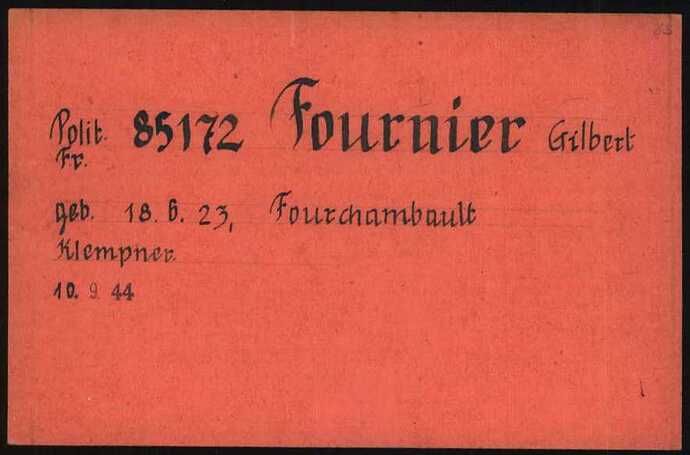 Polit. 85172 Fournier Gilbert
Fr.
geb. 18. 6. 23, Fourchambault
Klempner.
10. 9. 44